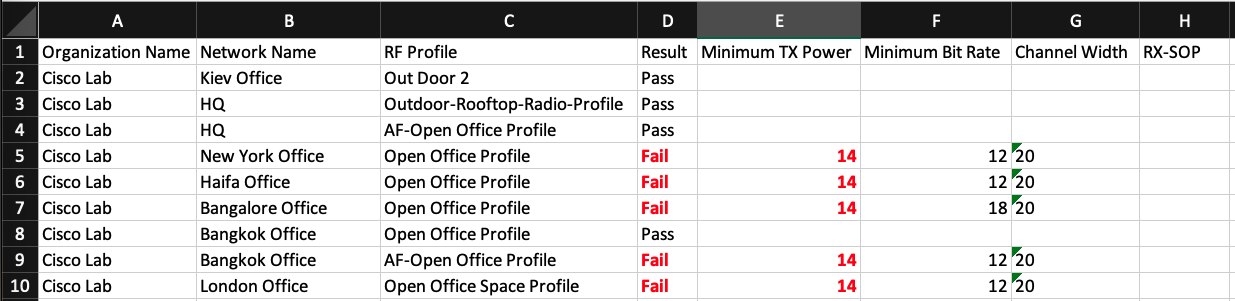 A B C D E F G H
1 Organization Name Network Name RF Profile Result Minimum TX Power Minimum Bit Rate Channel Width RX-SOP
2 Cisco Lab Kiev Office Out Door 2 Pass
3 Cisco Lab HQ Outdoor-Rooftop-Radio-Profile Pass
4 Cisco Lab HQ AF-Open Office Profile Pass
5 Cisco Lab New York Office Open Office Profile Fail 14 12 20
6 Cisco Lab Haifa Office Open Office Profile Fail 14 12 20
7 Cisco Lab Bangalore Office Open Office Profile Fail 14 18 20
8 Cisco Lab Bangkok Office Open Office Profile Pass
9 Cisco Lab Bangkok Office AF-Open Office Profile Fail 14 12 20
10 Cisco Lab London Office Open Office Space Profile Fail 14 12 20